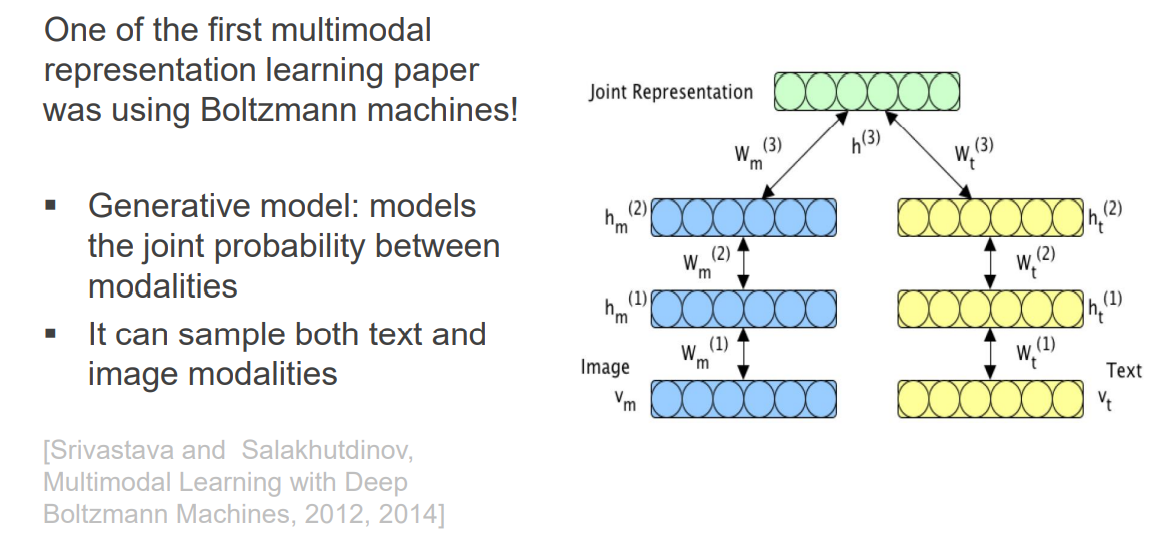 One of the first multimodal
representation learning paper
was using Boltzmann machines!
▪ Generative model: models
the joint probability between
modalities
▪ It can sample both text and
image modalities
[Srivastava and Salakhutdinov,
Multimodal Learning with Deep
Boltzmann Machines, 2012, 2014]
Joint Representation
W_m^(3) h^(3) W_t^(3)
h_m^(2) h_t^(2)
W_m^(2) W_t^(2)
h_m^(1) h_t^(1)
W_m^(1) W_t^(1)
Image Text
v_m v_t